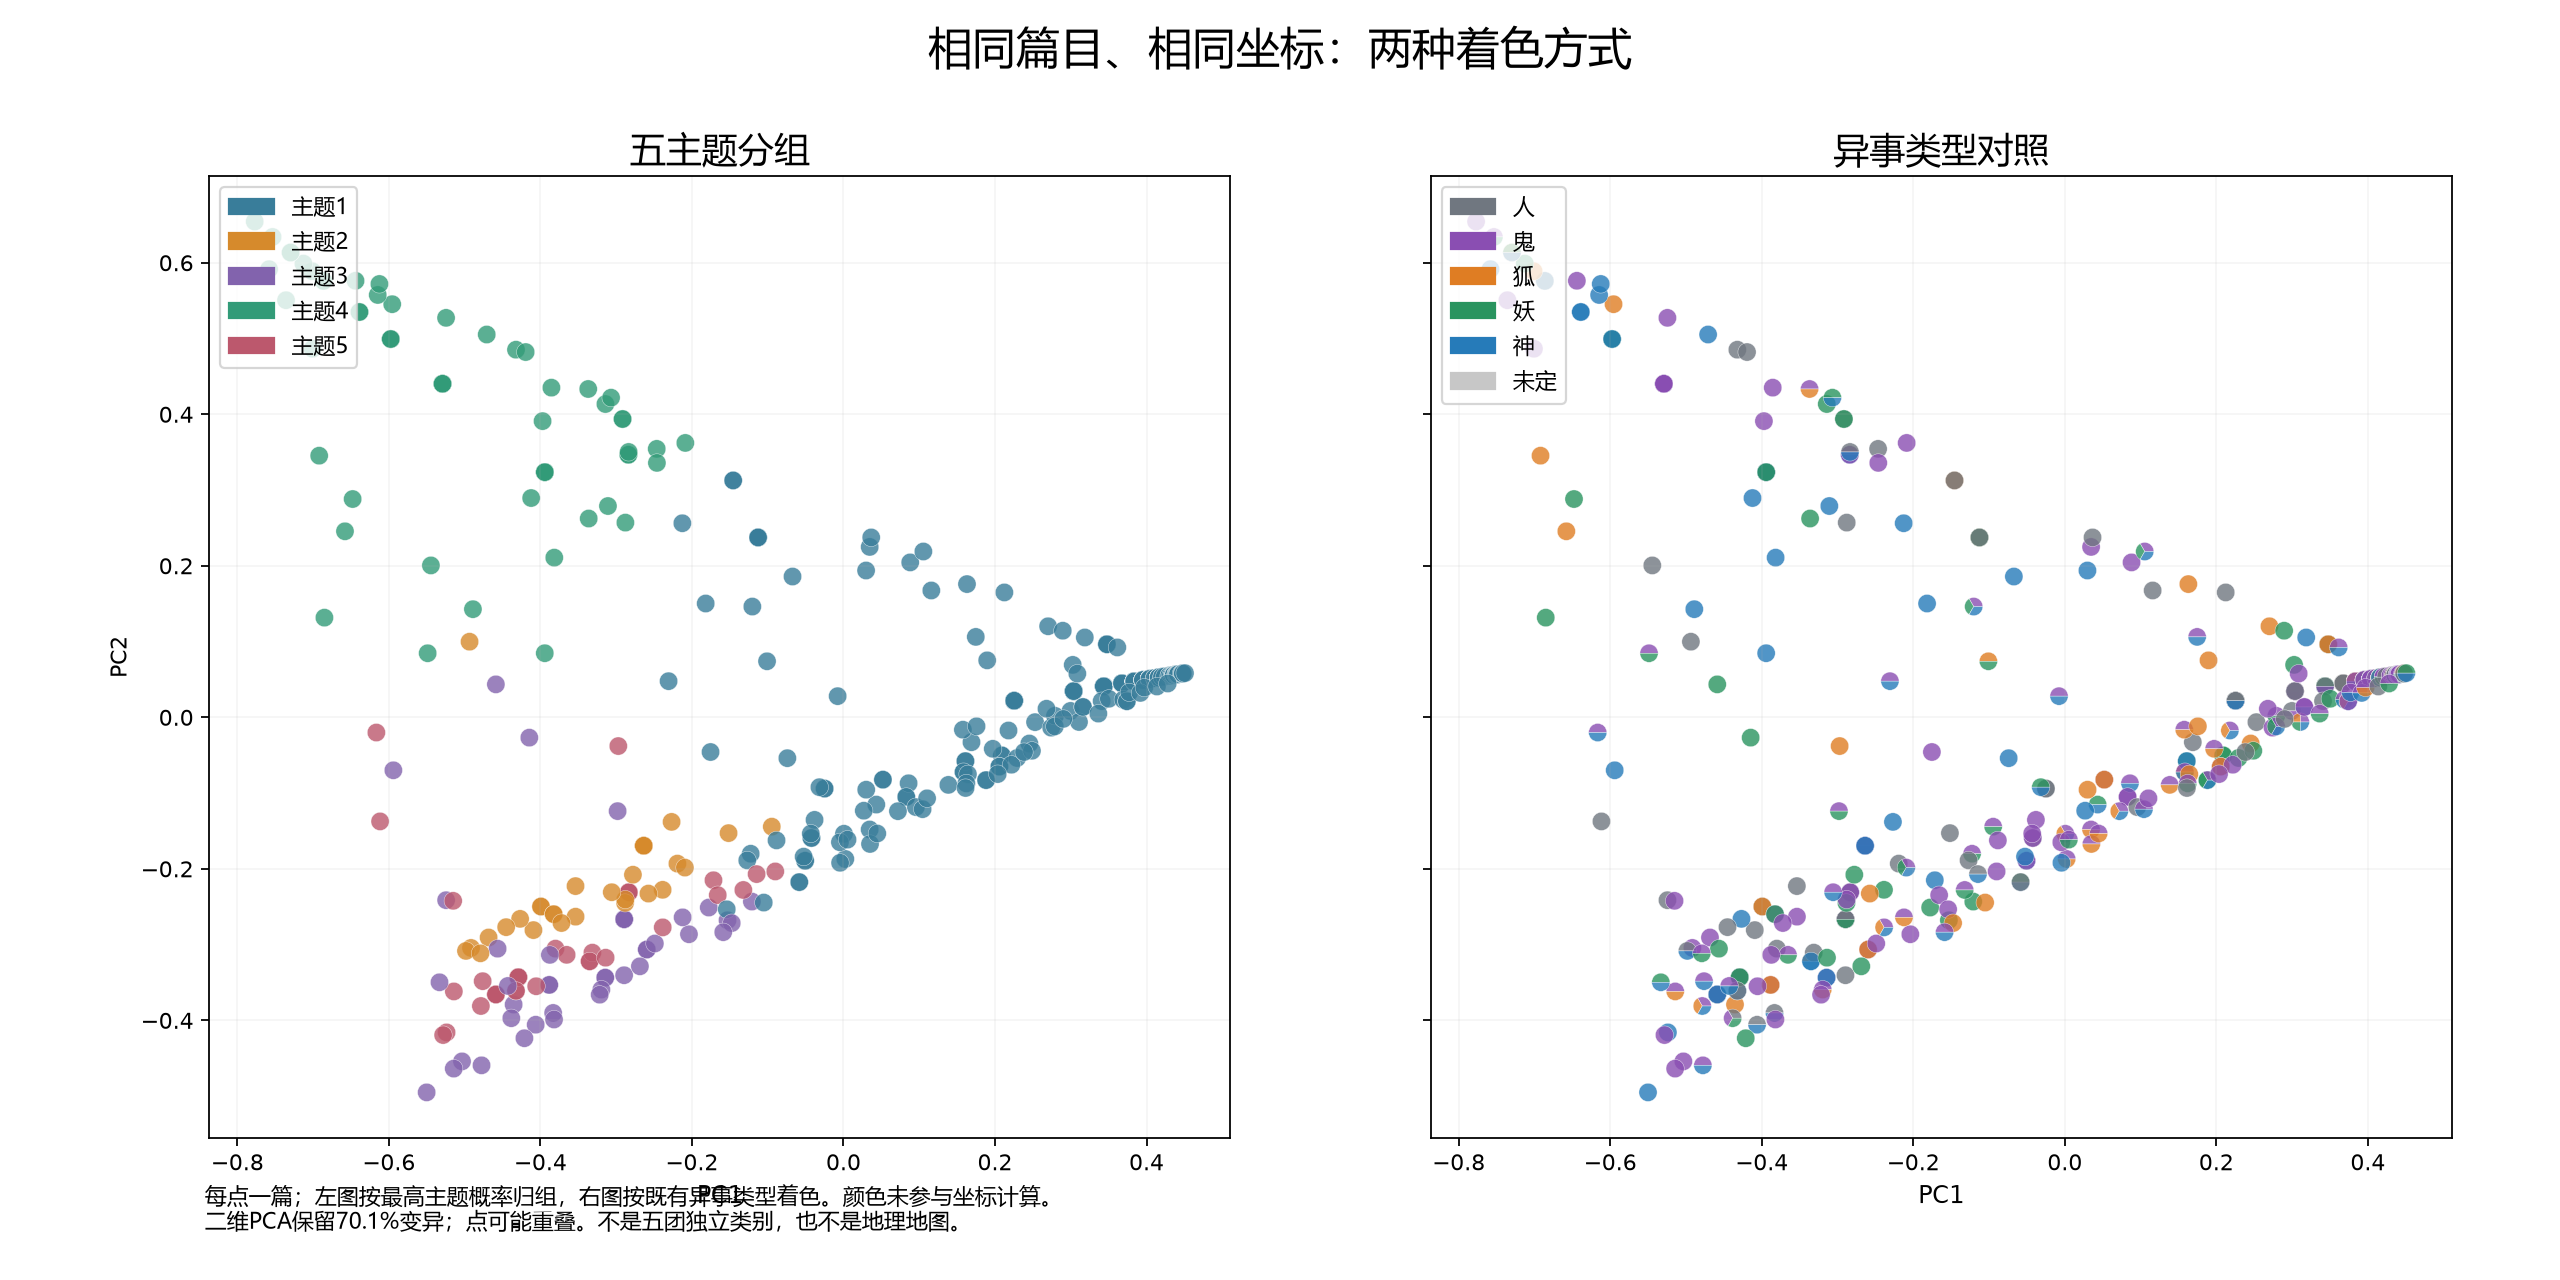 相同篇目、相同坐标：两种着色方式
五主题分组
主题1
主题2
主题3
主题4
主题5
0.6
0.4
0.2
0.0
−0.2
−0.4
PC2
−0.8
−0.6
−0.4
−0.2
0.0
0.2
0.4
PC1
异事类型对照
人
鬼
狐
妖
神
未定
−0.8
−0.6
−0.4
−0.2
0.0
0.2
0.4
PC1
每点一篇；左图按最高主题概率归组，右图按既有异事类型着色。颜色未参与坐标计算。
二维PCA保留70.1%变异；点可能重叠。不是五团独立类别，也不是地理地图。